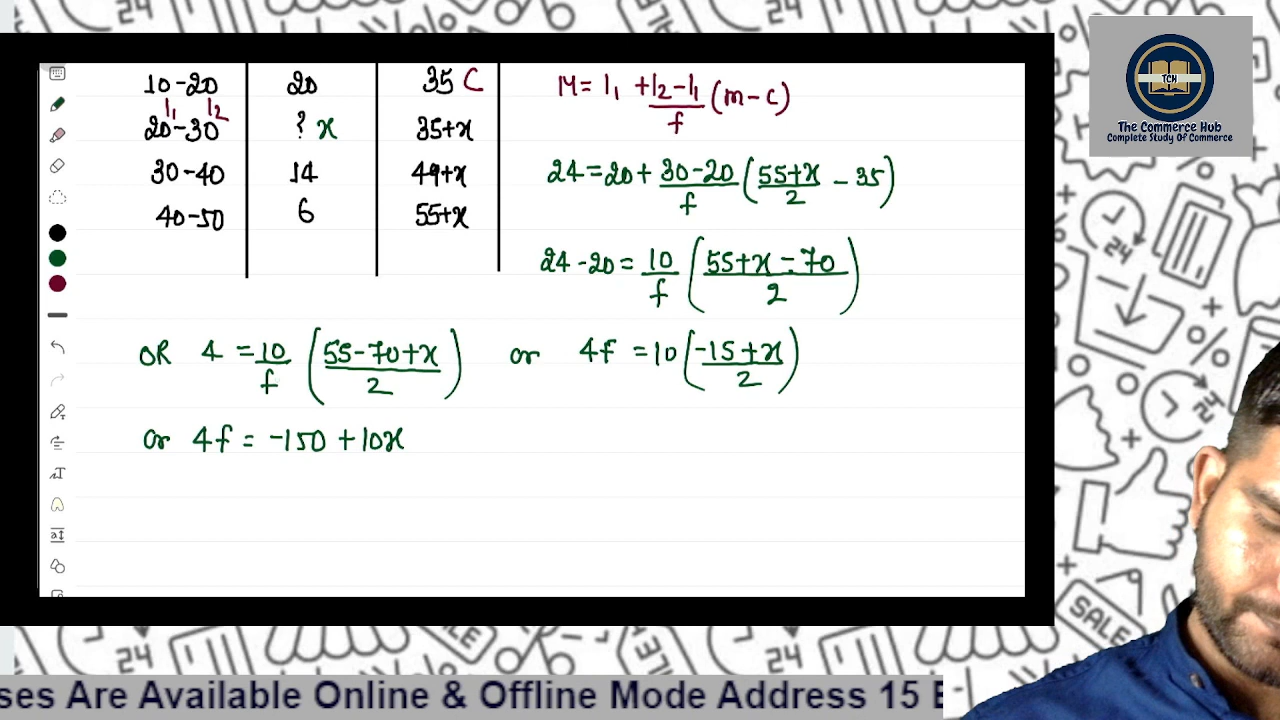 10-20 20 35 C
l₁ l₂
20-30 ? x 35+x
30-40 14 49+x
40-50 6 55+x
M = l₁ + l₂-l₁/f (m-c)
24 = 20 + 30-20/f (55+x/2 - 35)
24-20 = 10/f (55+x-70/2)
OR 4 = 10/f (55-70+x/2) or 4f = 10(-15+x/2)
or 4f = -150 + 10x
TCH
The Commerce Hub
Complete Study Of Commerce
ses Are Available Online & Offline Mode Address 15